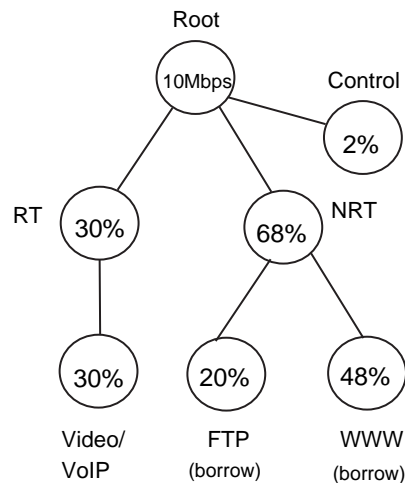 Root
10Mbps
Control
2%
RT
30%
68%
NRT
30%
20%
48%
Video/
VoIP
FTP
(borrow)
WWW
(borrow)